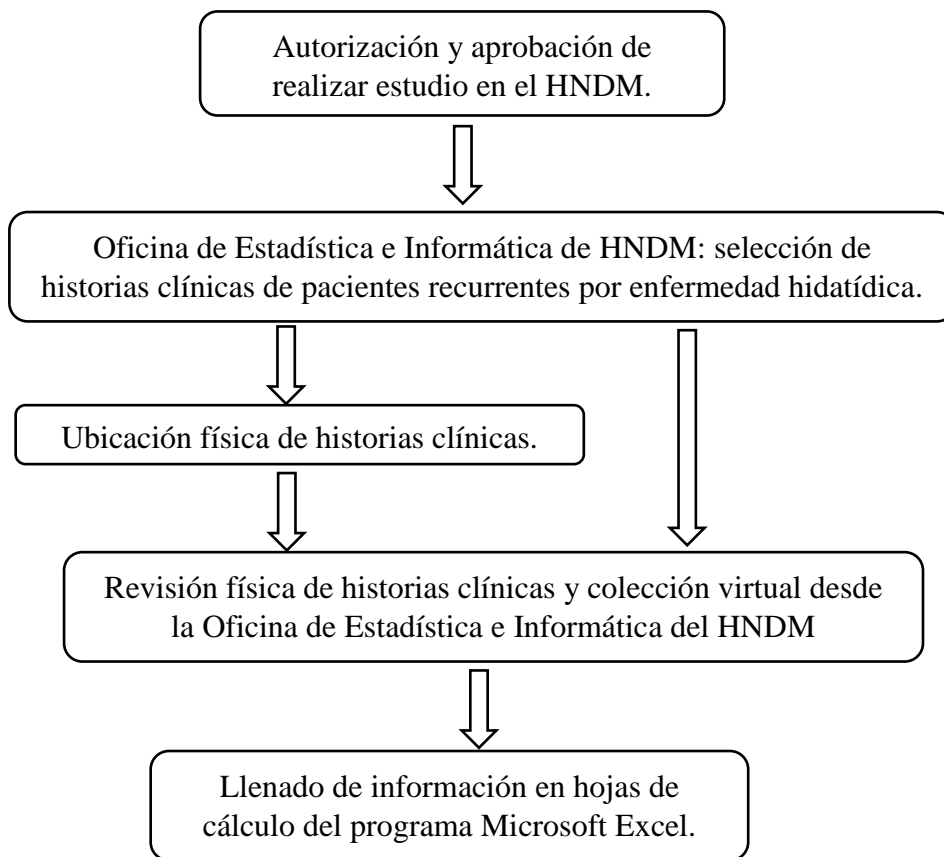 Autorización y aprobación de
realizar estudio en el HNDM.
Oficina de Estadística e Informática de HNDM: selección de
historias clínicas de pacientes recurrentes por enfermedad hidatídica.
Ubicación física de historias clínicas.
Revisión física de historias clínicas y colección virtual desde
la Oficina de Estadística e Informática del HNDM
Llenado de información en hojas de
cálculo del programa Microsoft Excel.